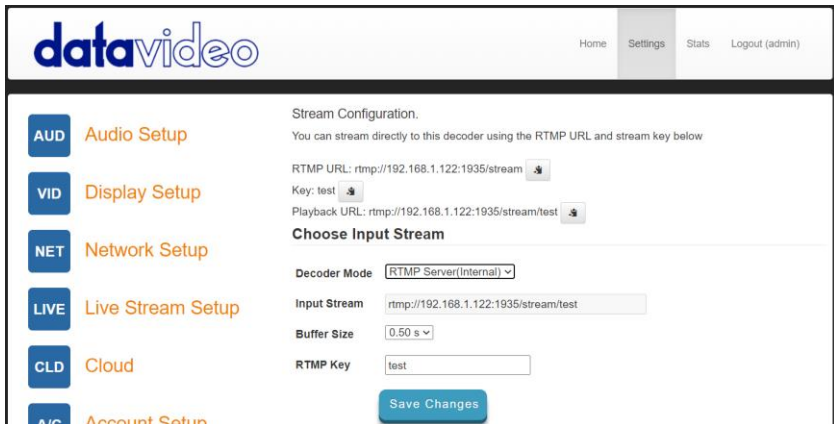 datavideo
Home Settings Stats Logout (admin)
AUD Audio Setup
VID Display Setup
NET Network Setup
LIVE Live Stream Setup
CLD Cloud
A/C Account Setup
Stream Configuration.
You can stream directly to this decoder using the RTMP URL and stream key below
RTMP URL: rtmp://192.168.1.122:1935/stream
Key: test
Playback URL: rtmp://192.168.1.122:1935/stream/test
Choose Input Stream
Decoder Mode RTMP Server(Internal)
Input Stream rtmp://192.168.1.122:1935/stream/test
Buffer Size 0.50 s
RTMP Key test
Save Changes